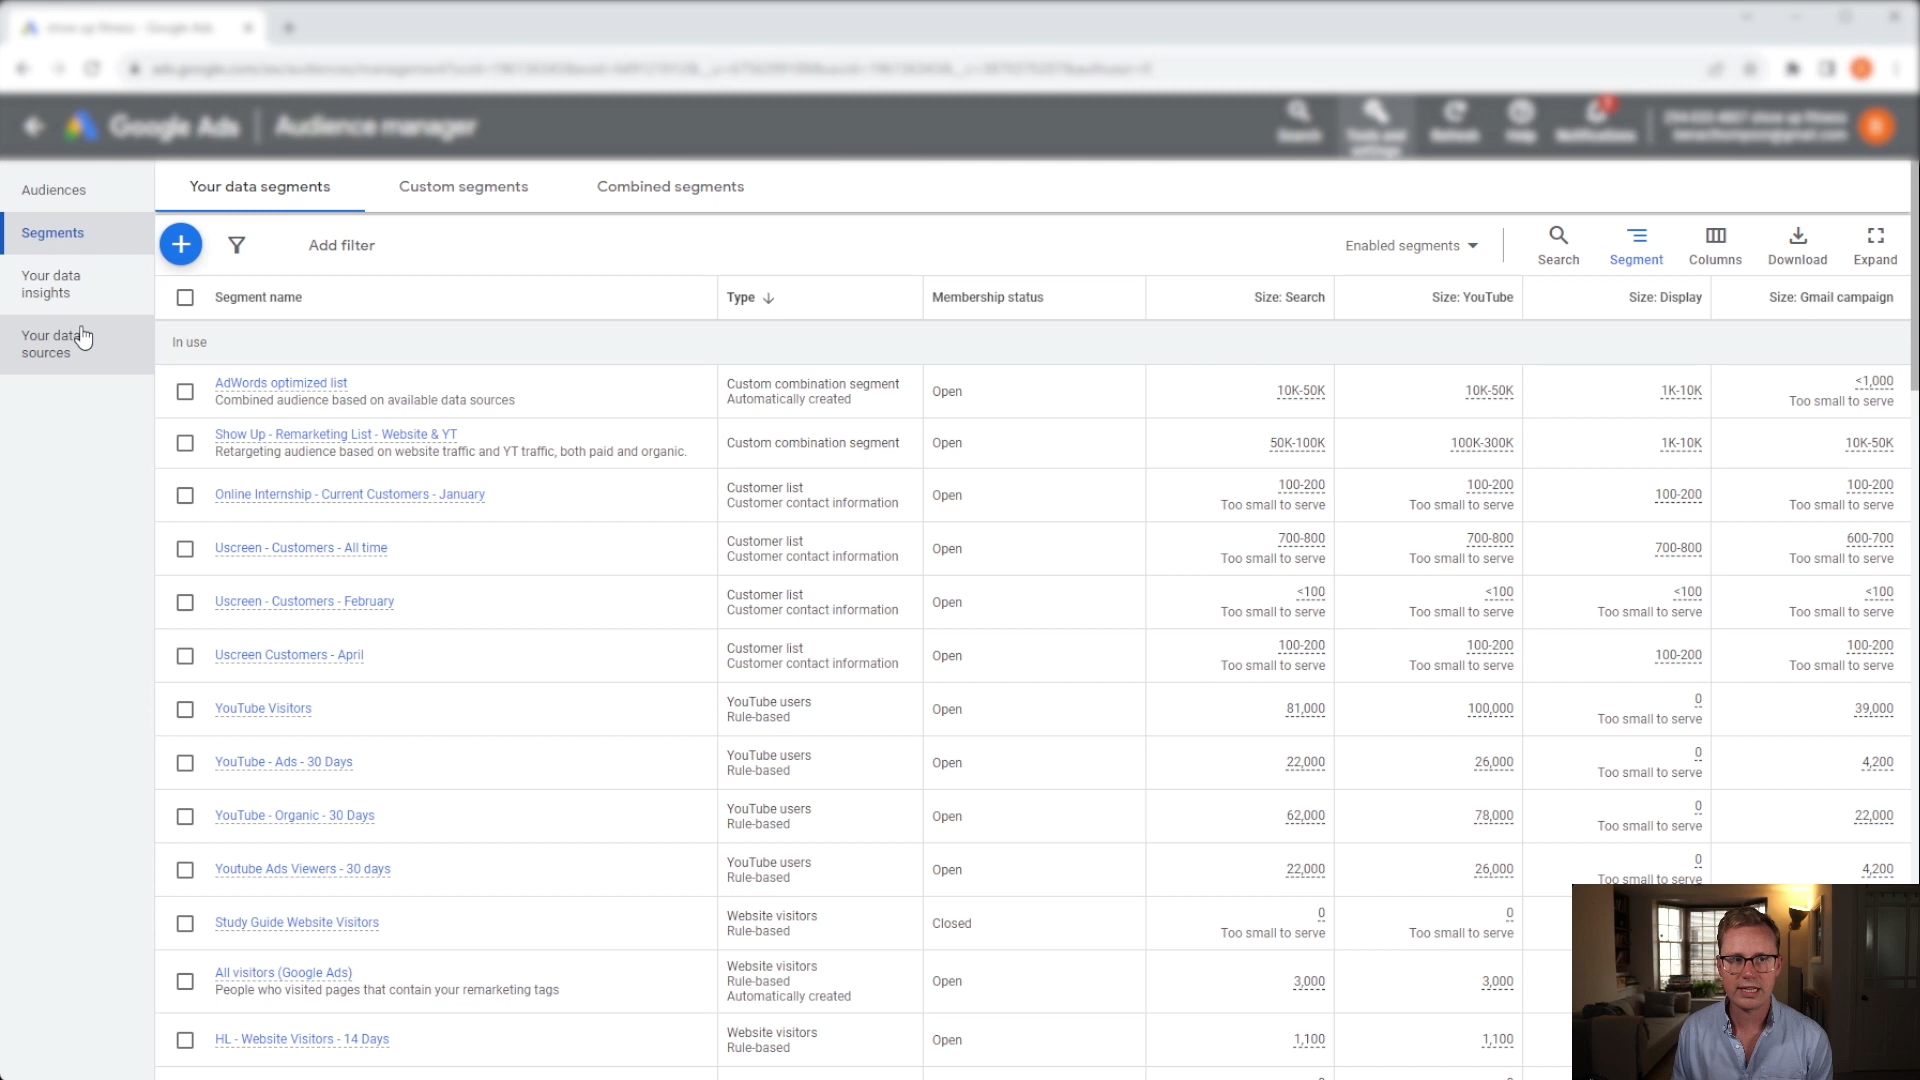 Google Ads | Audience manager
Search
Tools and settings
Refresh
Help
Notifications
Audiences
Segments
Your data
insights
Your data
sources
Your data segments
Custom segments
Combined segments
Add filter
Enabled segments
Search
Segment
Columns
Download
Expand
Segment name
Type
Membership status
Size: Search
Size: YouTube
Size: Display
Size: Gmail campaign
In use
AdWords optimized list
Combined audience based on available data sources
Custom combination segment
Automatically created
Open
10K-50K
10K-50K
1K-10K
<1,000
Too small to serve
Show Up - Remarketing List - Website & YT
Retargeting audience based on website traffic and YT traffic, both paid and organic.
Custom combination segment
Open
50K-100K
100K-300K
1K-10K
10K-50K
Online Internship - Current Customers - January
Customer list
Customer contact information
Open
100-200
Too small to serve
100-200
Too small to serve
100-200
100-200
Too small to serve
Uscreen - Customers - All time
Customer list
Customer contact information
Open
700-800
Too small to serve
700-800
Too small to serve
700-800
600-700
Too small to serve
Uscreen - Customers - February
Customer list
Customer contact information
Open
<100
Too small to serve
<100
Too small to serve
<100
Too small to serve
<100
Too small to serve
Uscreen Customers - April
Customer list
Customer contact information
Open
100-200
Too small to serve
100-200
Too small to serve
100-200
100-200
Too small to serve
YouTube Visitors
YouTube users
Rule-based
Open
81,000
100,000
0
Too small to serve
39,000
YouTube - Ads - 30 Days
YouTube users
Rule-based
Open
22,000
26,000
0
Too small to serve
4,200
YouTube - Organic - 30 Days
YouTube users
Rule-based
Open
62,000
78,000
0
Too small to serve
22,000
Youtube Ads Viewers - 30 days
YouTube users
Rule-based
Open
22,000
26,000
0
Too small to serve
4,200
Study Guide Website Visitors
Website visitors
Rule-based
Closed
0
Too small to serve
0
Too small to serve
All visitors (Google Ads)
People who visited pages that contain your remarketing tags
Website visitors
Rule-based
Automatically created
Open
3,000
3,000
HL - Website Visitors - 14 Days
Website visitors
Rule-based
Open
1,100
1,100